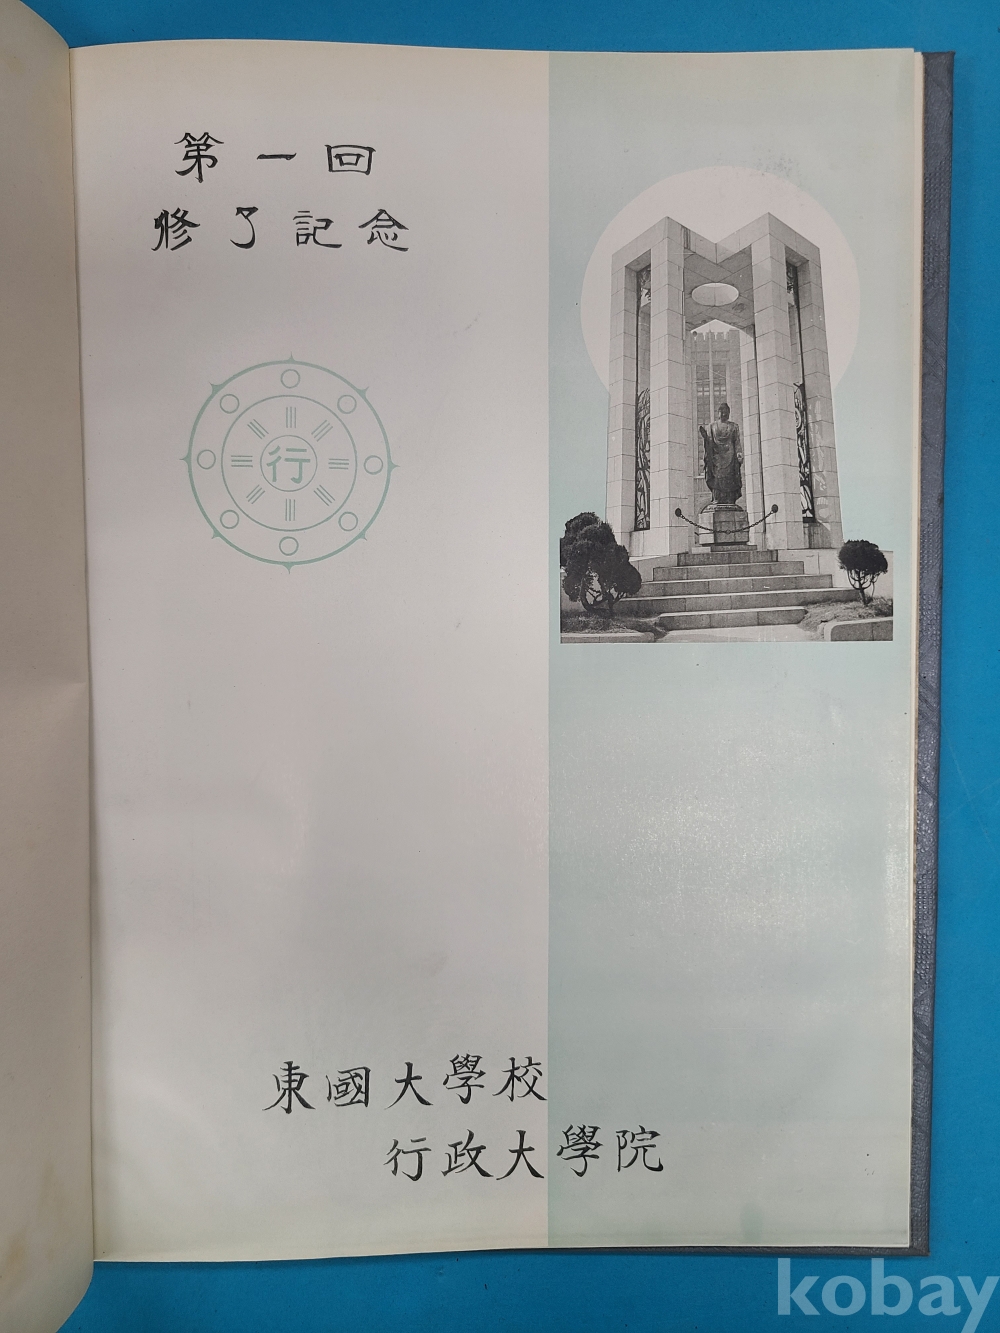 第一回
修了記念
行
東國大學校
行政大學院
kobay